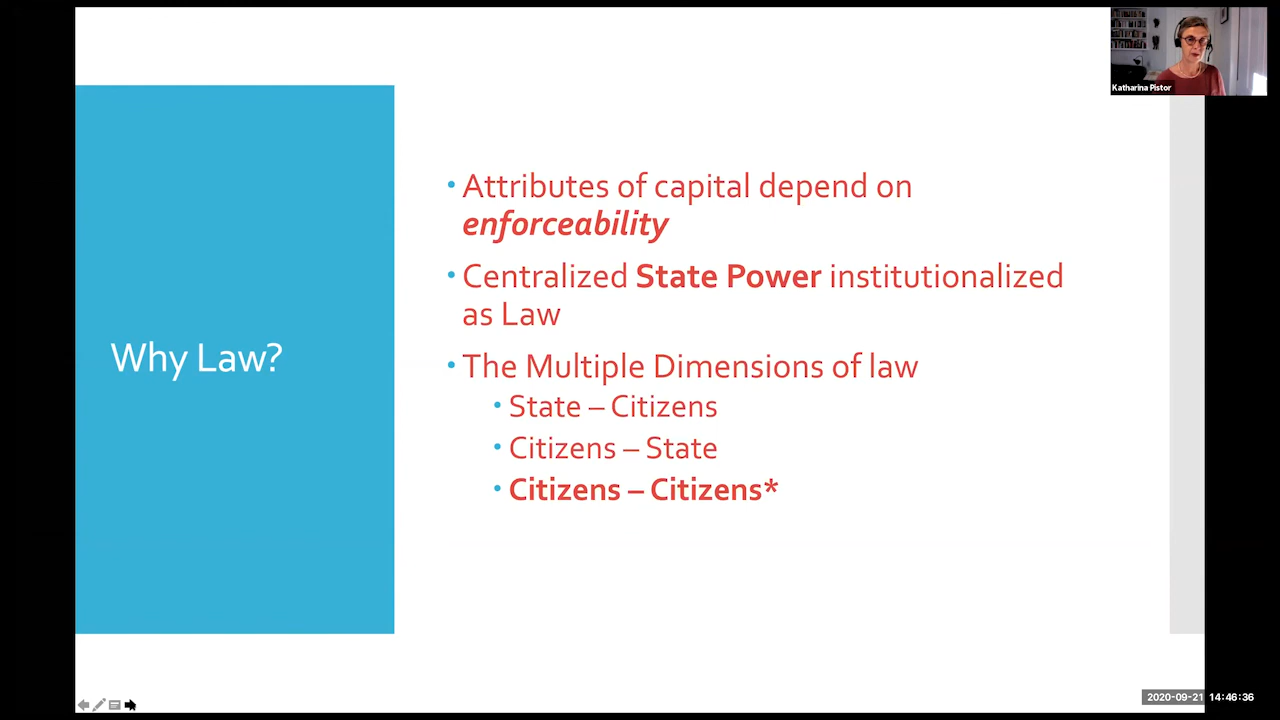 Katharina Pistor
Why Law?
• Attributes of capital depend on
enforceability
• Centralized State Power institutionalized
as Law
• The Multiple Dimensions of law
• State – Citizens
• Citizens – State
• Citizens – Citizens*
2020-09-21 14:46:36